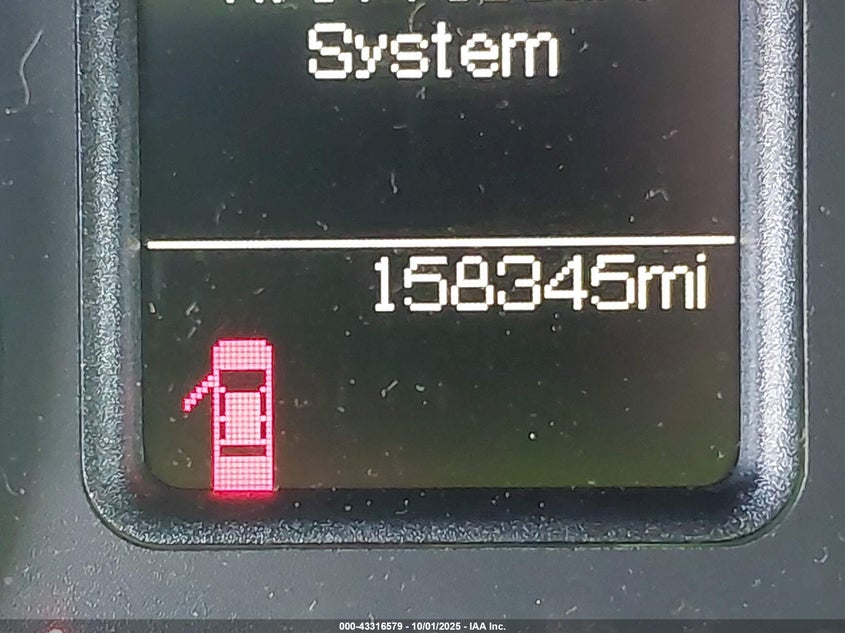 System
158345mi
000-43316579 - 10/01/2025 - IAA Inc.